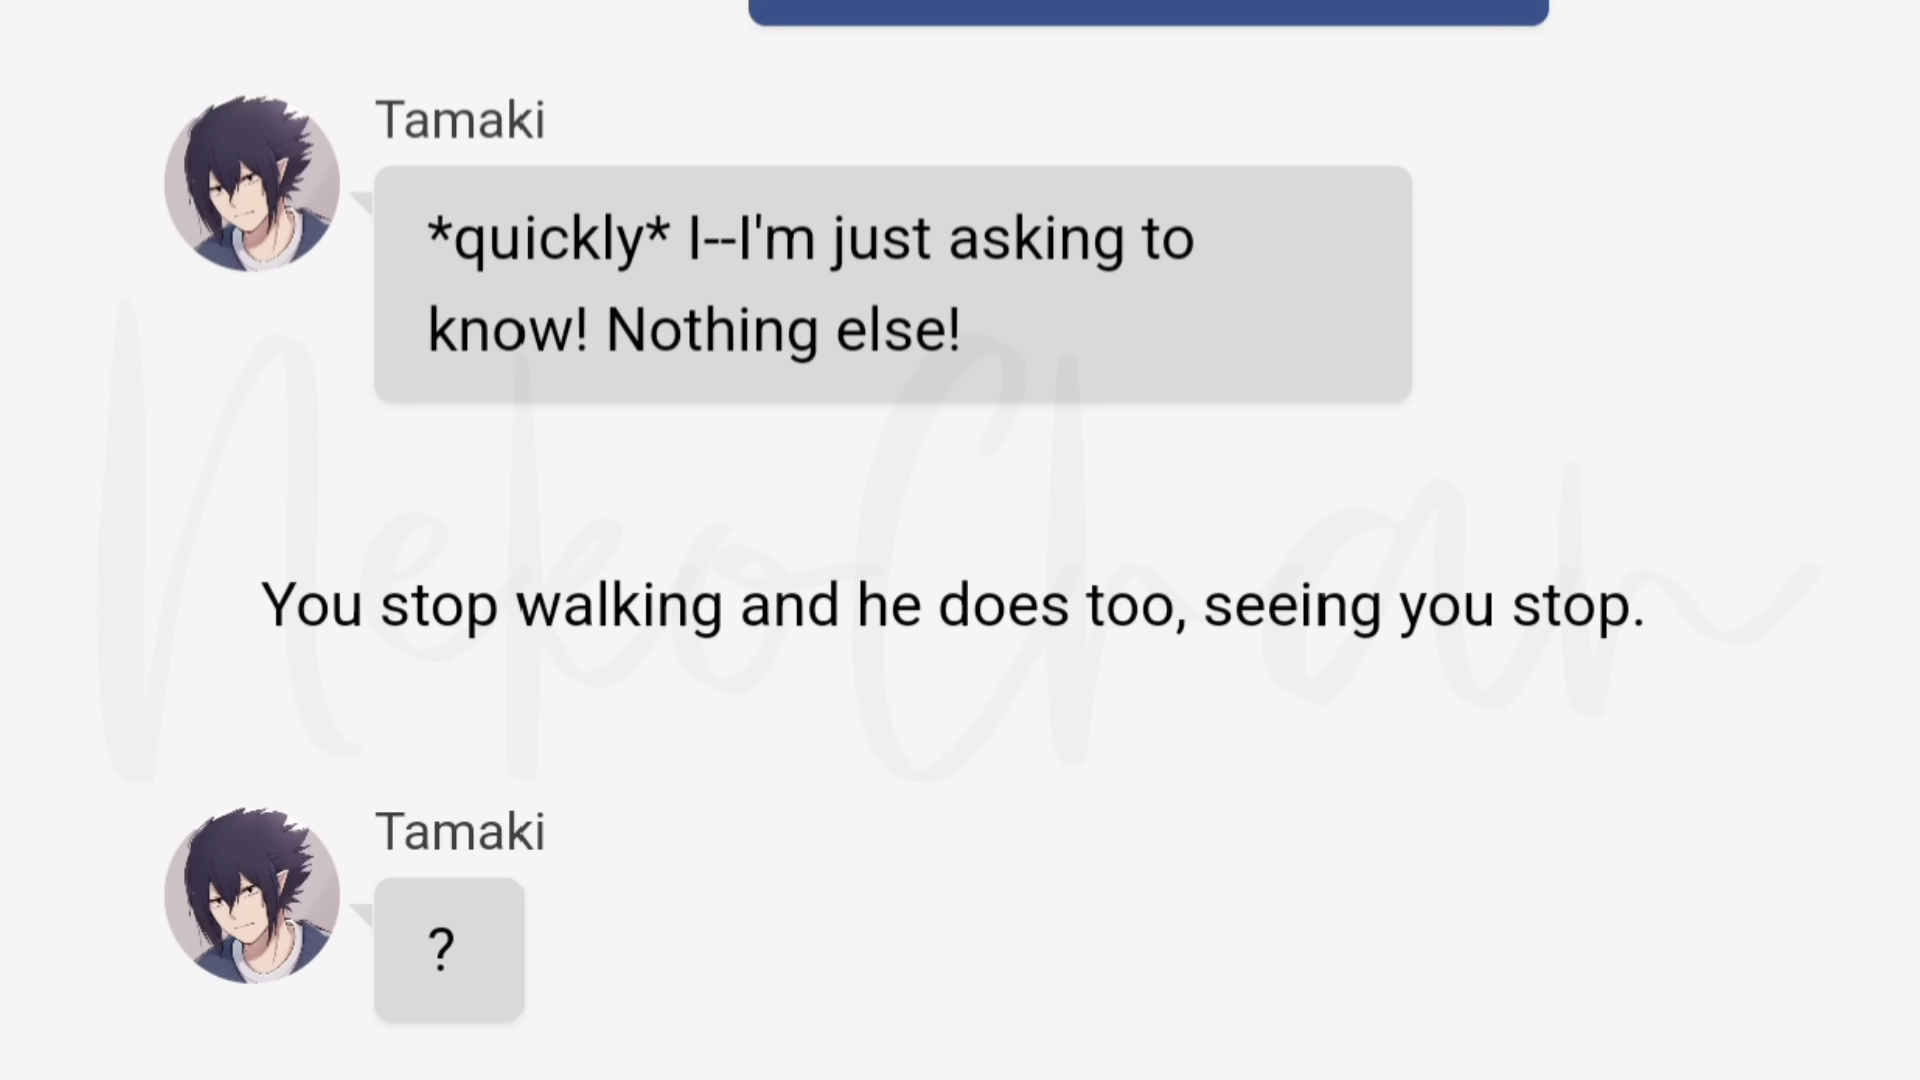 Tamaki
*quickly* I--I'm just asking to
know! Nothing else!
NekoChan
You stop walking and he does too, seeing you stop.
Tamaki
?